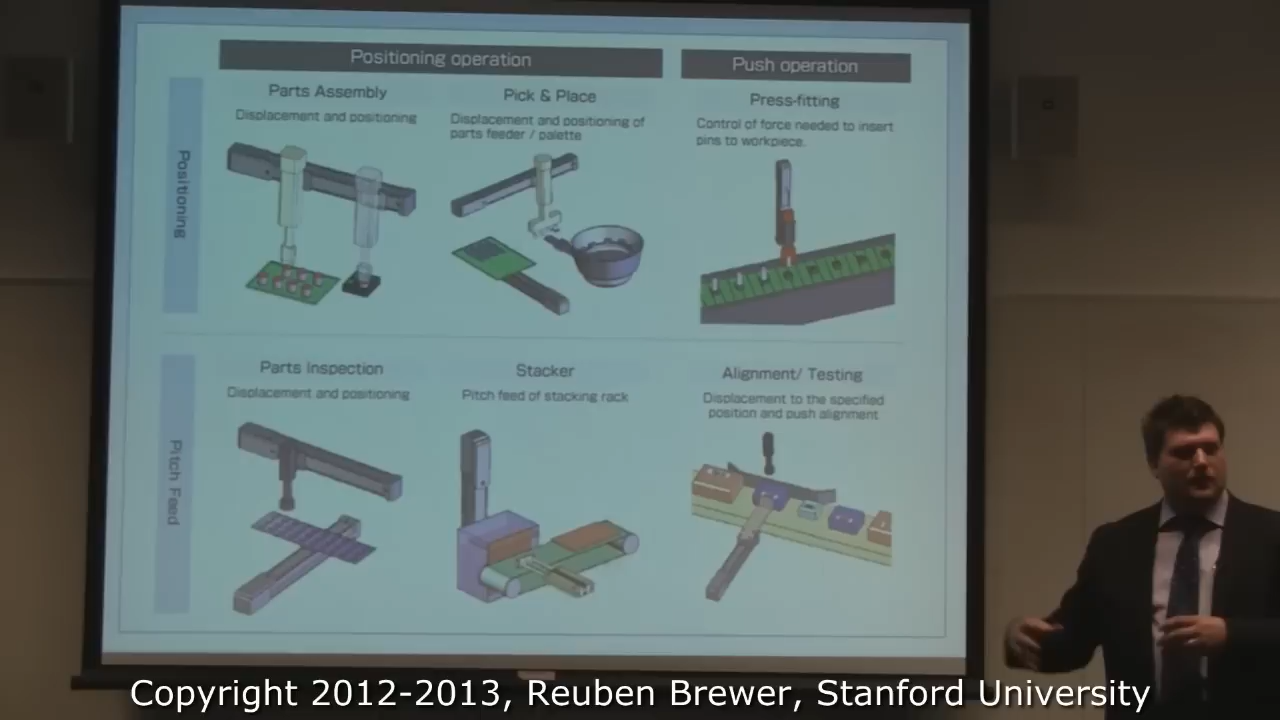 Positioning operation
Push operation
Positioning
Parts Assembly
Displacement and positioning
Pick & Place
Displacement and positioning of
parts feeder / palette
Press-fitting
Control of force needed to insert
pins to workpiece.
Pitch Feed
Parts Inspection
Displacement and positioning
Stacker
Pitch feed of stacking rack
Alignment/ Testing
Displacement to the specified
position and push alignment
Copyright 2012-2013, Reuben Brewer, Stanford University